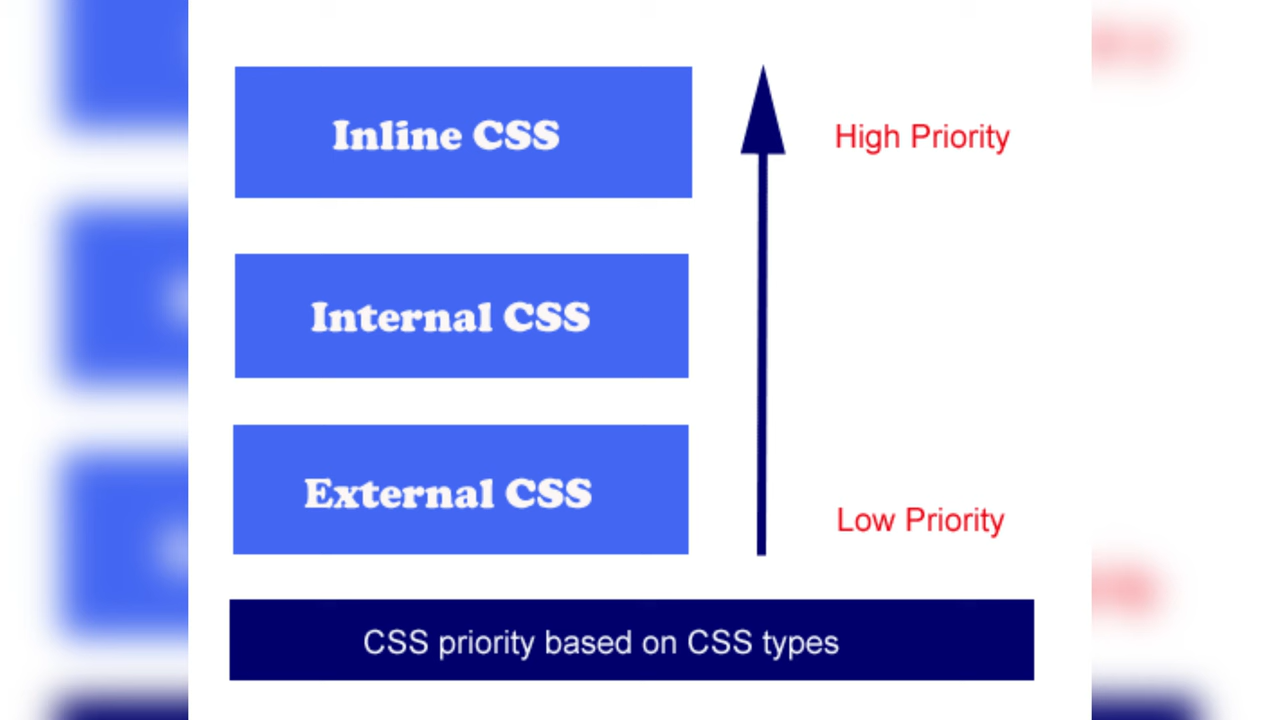 Inline CSS
High Priority
Internal CSS
External CSS
Low Priority
CSS priority based on CSS types